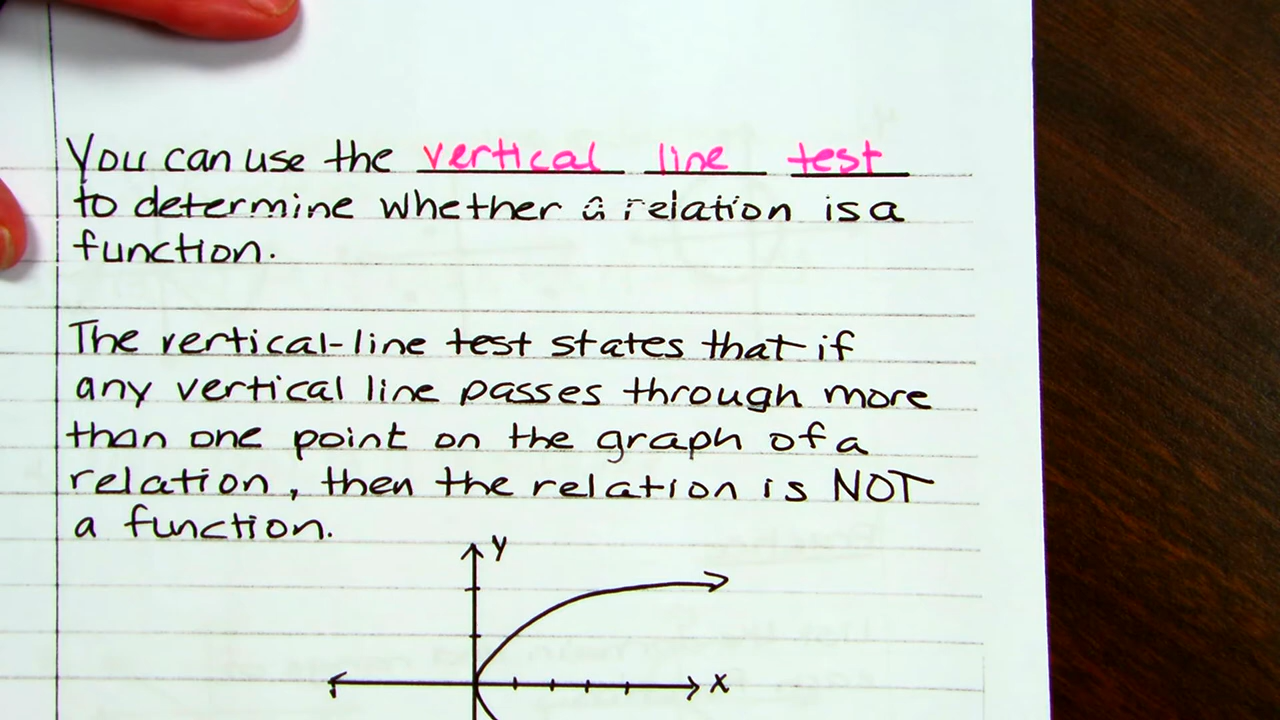 You can use the vertical line test
to determine whether a relation is a
function.
The vertical-line test states that if
any vertical line passes through more
than one point on the graph of a
relation, then the relation is NOT
a function.
y
x